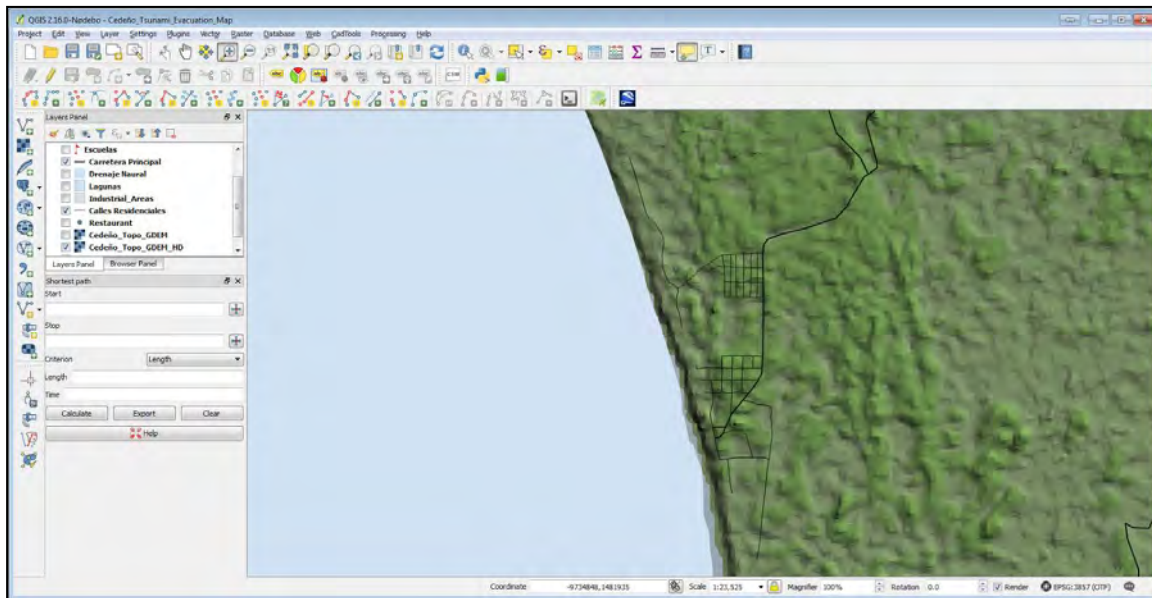 QGIS 2.16.0-Nødebo - Cedeño_Tsunami_Evacuation_Map
Project Edit View Layer Settings Plugins Vector Raster Database Web CadTools Processing Help
Layers Panel
Escuelas
Carretera Principal
Drenaje Naural
Lagunas
Industrial_Areas
Calles Residenciales
Restaurant
Cedeño_Topo_GDEM
Cedeño_Topo_GDEM_HD
Layers Panel Browser Panel
Shortest path
Start
Stop
Criterion Length
Length
Time
Calculate Export Clear
Help
Coordinate -9734848,1481935 Scale 1:23,525 Magnifier 100% Rotation 0.0 Render EPSG:3857 (OTF)